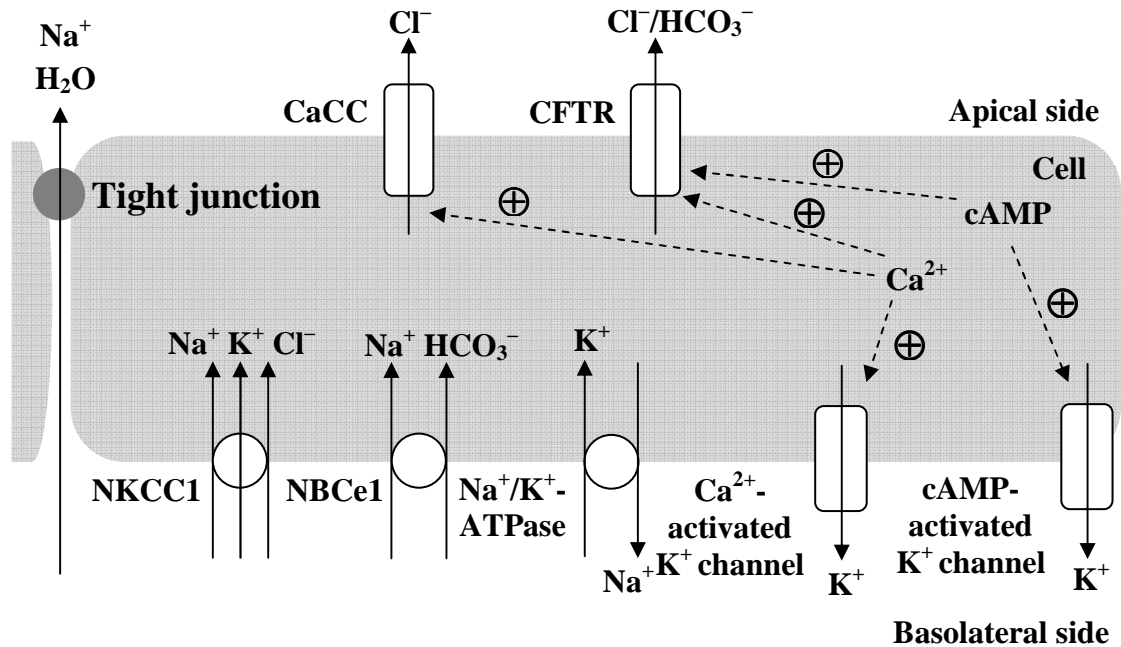 Na⁺
H₂O
Cl⁻
Cl⁻/HCO₃⁻
CaCC
CFTR
Apical side
Cell
Tight junction
cAMP
Ca²⁺
Na⁺ K⁺ Cl⁻
Na⁺ HCO₃⁻
K⁺
NKCC1
NBCe1
Na⁺/K⁺-
ATPase
Na⁺
Ca²⁺-
activated
K⁺ channel
K⁺
cAMP-
activated
K⁺ channel
K⁺
Basolateral side